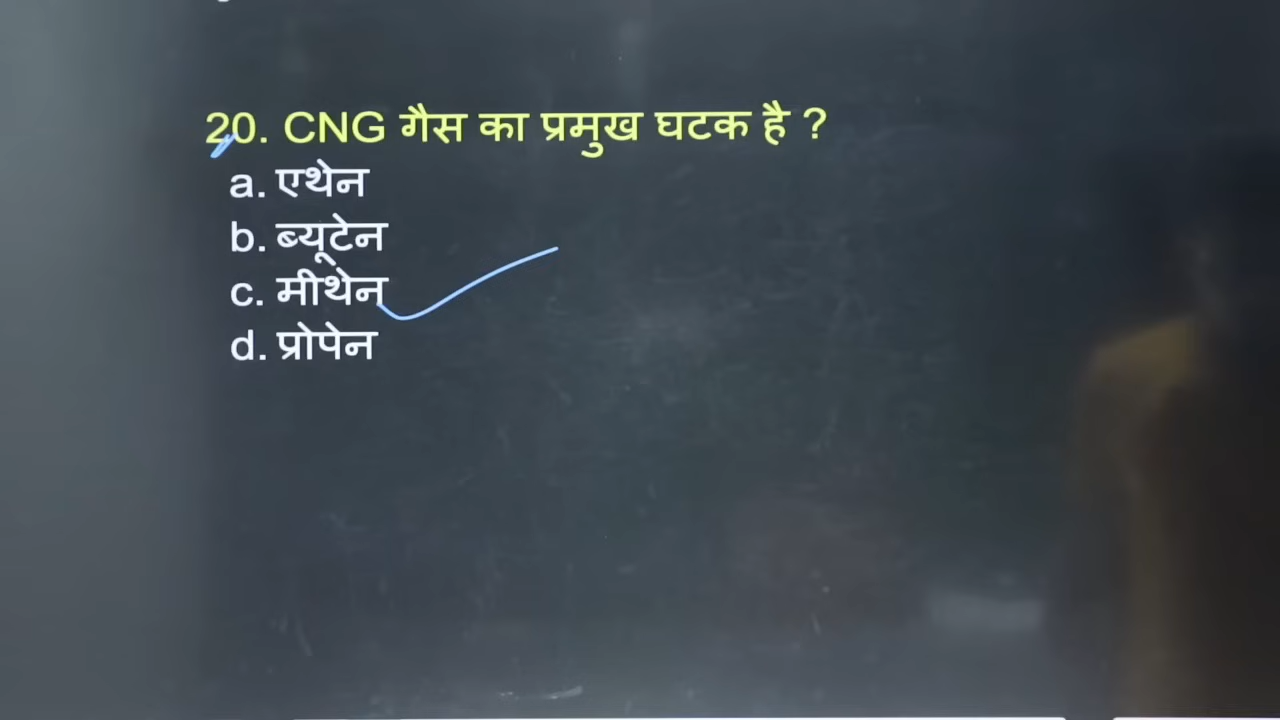 20. CNG गैस का प्रमुख घटक है ?
a. एथेन
b. ब्यूटेन
c. मीथेन
d. प्रोपेन